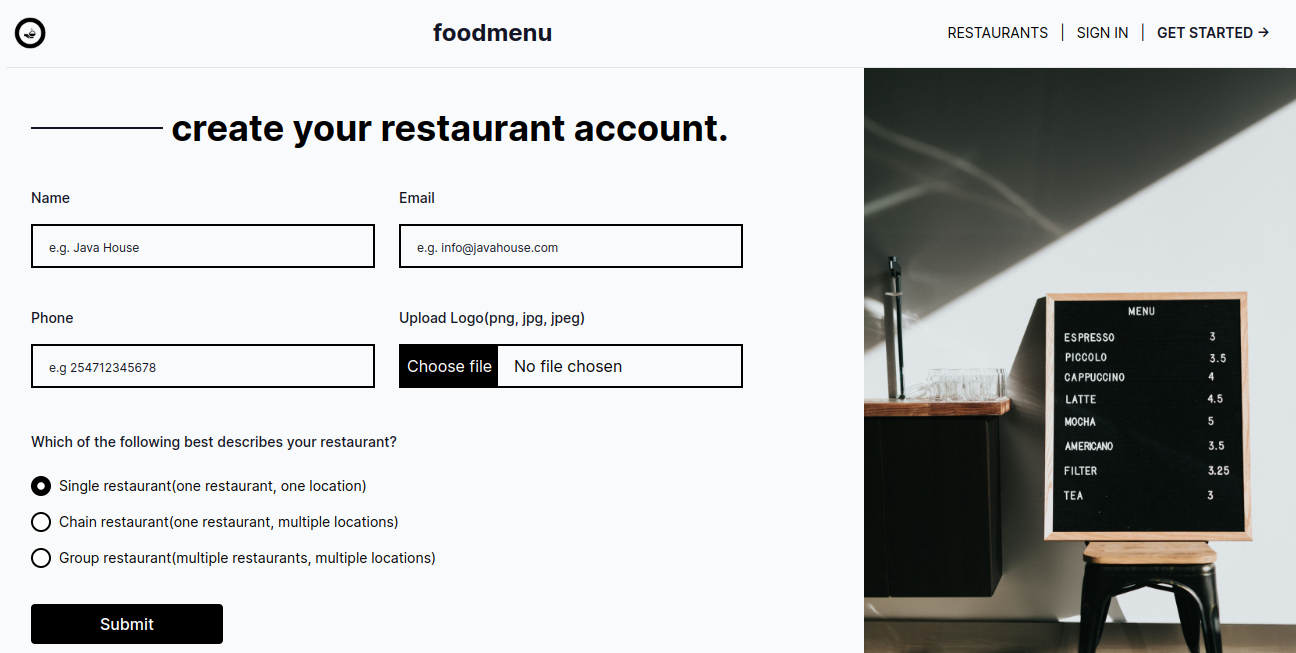 foodmenu
RESTAURANTS | SIGN IN | GET STARTED →
create your restaurant account.
Name
Email
e.g. Java House
e.g. info@javahouse.com
Phone
Upload Logo(png, jpg, jpeg)
e.g 254712345678
Choose file No file chosen
Which of the following best describes your restaurant?
Single restaurant(one restaurant, one location)
Chain restaurant(one restaurant, multiple locations)
Group restaurant(multiple restaurants, multiple locations)
Submit
MENU
ESPRESSO 3
PICCOLO 3.5
CAPPUCCINO 4
LATTE 4.5
MOCHA 5
AMERICANO 3.5
FILTER 3.25
TEA 3